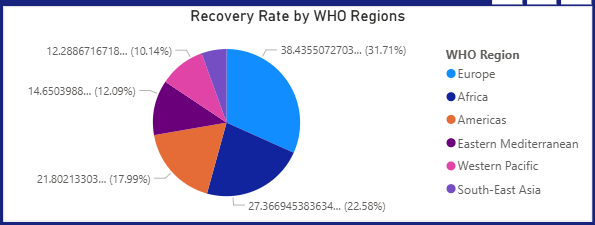 Recovery Rate by WHO Regions
12.2886716718... (10.14%)
38.4355072703... (31.71%)
14.6503988... (12.09%)
21.80213303... (17.99%)
27.366945383634... (22.58%)
WHO Region
Europe
Africa
Americas
Eastern Mediterranean
Western Pacific
South-East Asia